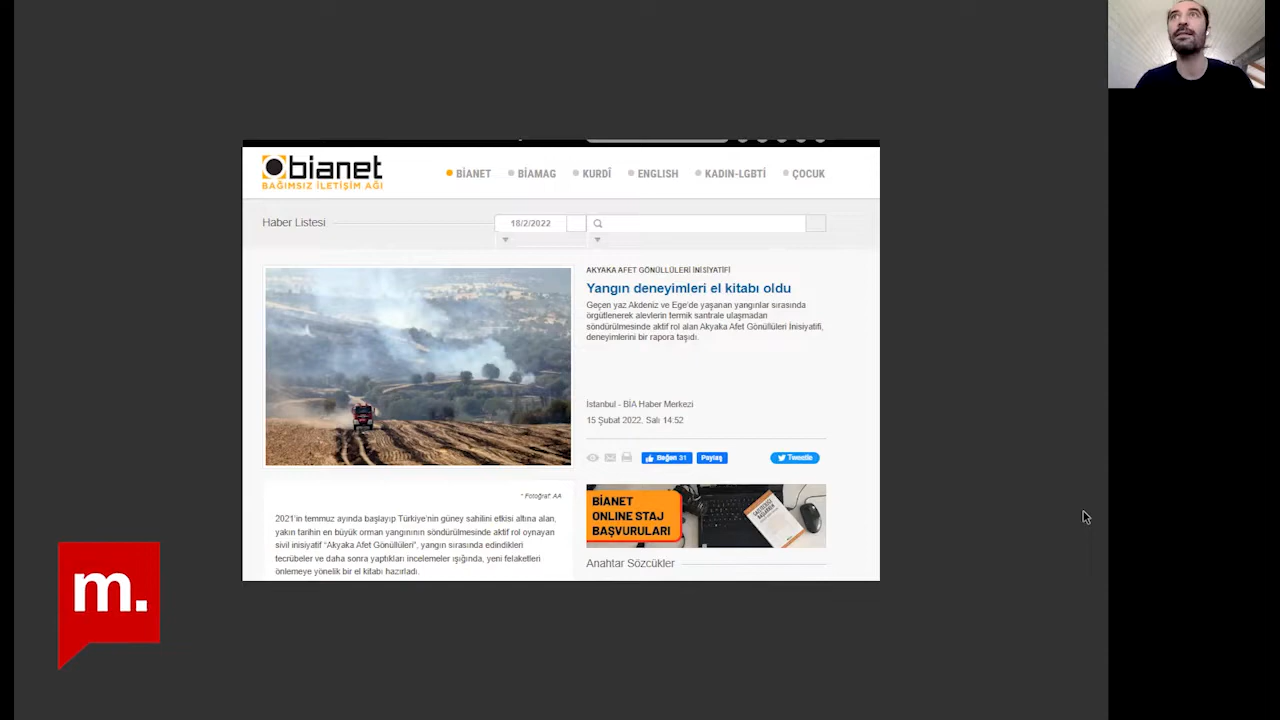 bianet
BAĞIMSIZ İLETİŞİM AĞI
BİANET
BİAMAG
KURDÎ
ENGLISH
KADIN-LGBTİ
ÇOCUK
Haber Listesi
18/2/2022
AKYAKA AFET GÖNÜLLÜLERİ İNİSİYATİFİ
Yangın deneyimleri el kitabı oldu
Geçen yaz Akdeniz ve Ege'de yaşanan yangınlar sırasında
örgütlenerek alevlerin termik santrale ulaşmadan
söndürülmesinde aktif rol alan Akyaka Afet Gönüllüleri İnisiyatifi,
deneyimlerini bir rapora taşıdı.
İstanbul - BİA Haber Merkezi
15 Şubat 2022, Salı 14:52
Beğen 31
Paylaş
Tweetle
* Fotoğraf: AA
2021'in temmuz ayında başlayıp Türkiye'nin güney sahilini etkisi altına alan,
yakın tarihin en büyük orman yangınının söndürülmesinde aktif rol oynayan
sivil inisiyatif "Akyaka Afet Gönüllüleri", yangın sırasında edindikleri
tecrübeler ve daha sonra yaptıkları incelemeler ışığında, yeni felaketleri
önlemeye yönelik bir el kitabı hazırladı.
BİANET
ONLINE STAJ
BAŞVURULARI
Anahtar Sözcükler
m.